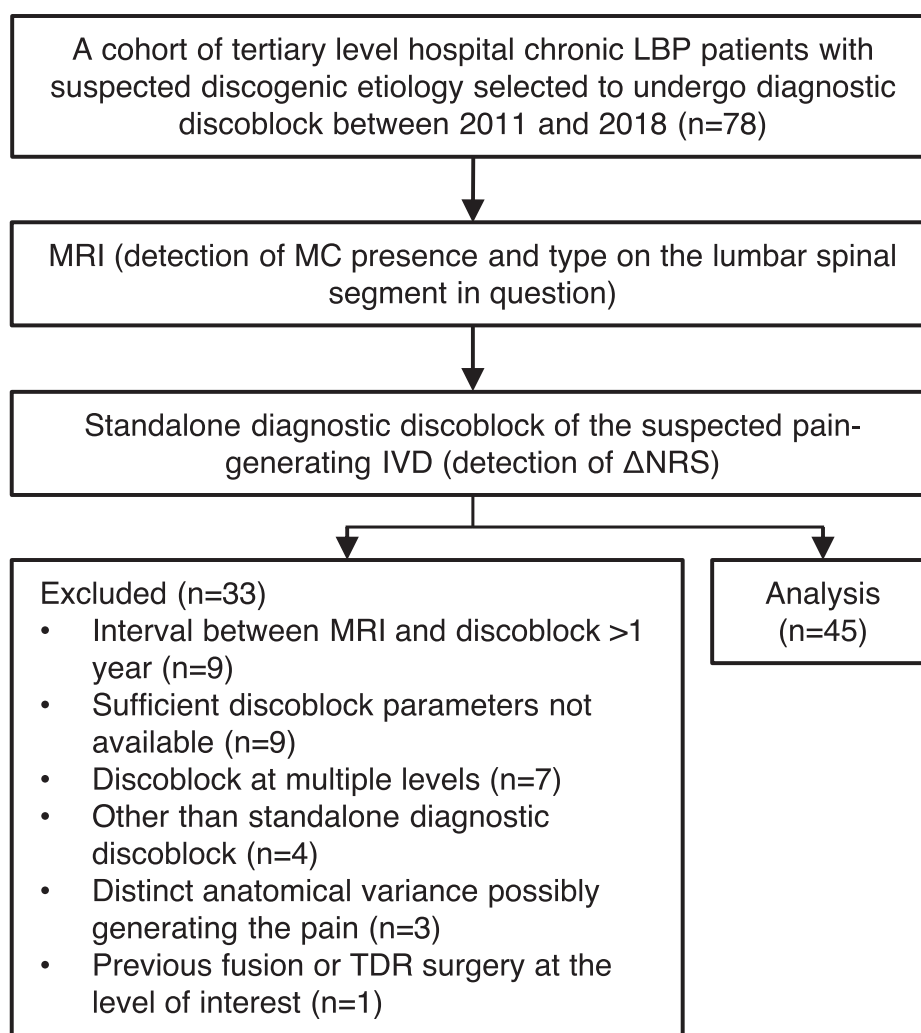 A cohort of tertiary level hospital chronic LBP patients with
suspected discogenic etiology selected to undergo diagnostic
discoblock between 2011 and 2018 (n=78)
MRI (detection of MC presence and type on the lumbar spinal
segment in question)
Standalone diagnostic discoblock of the suspected pain-
generating IVD (detection of ΔNRS)
Excluded (n=33)
• Interval between MRI and discoblock >1
year (n=9)
• Sufficient discoblock parameters not
available (n=9)
• Discoblock at multiple levels (n=7)
• Other than standalone diagnostic
discoblock (n=4)
• Distinct anatomical variance possibly
generating the pain (n=3)
• Previous fusion or TDR surgery at the
level of interest (n=1)
Analysis
(n=45)